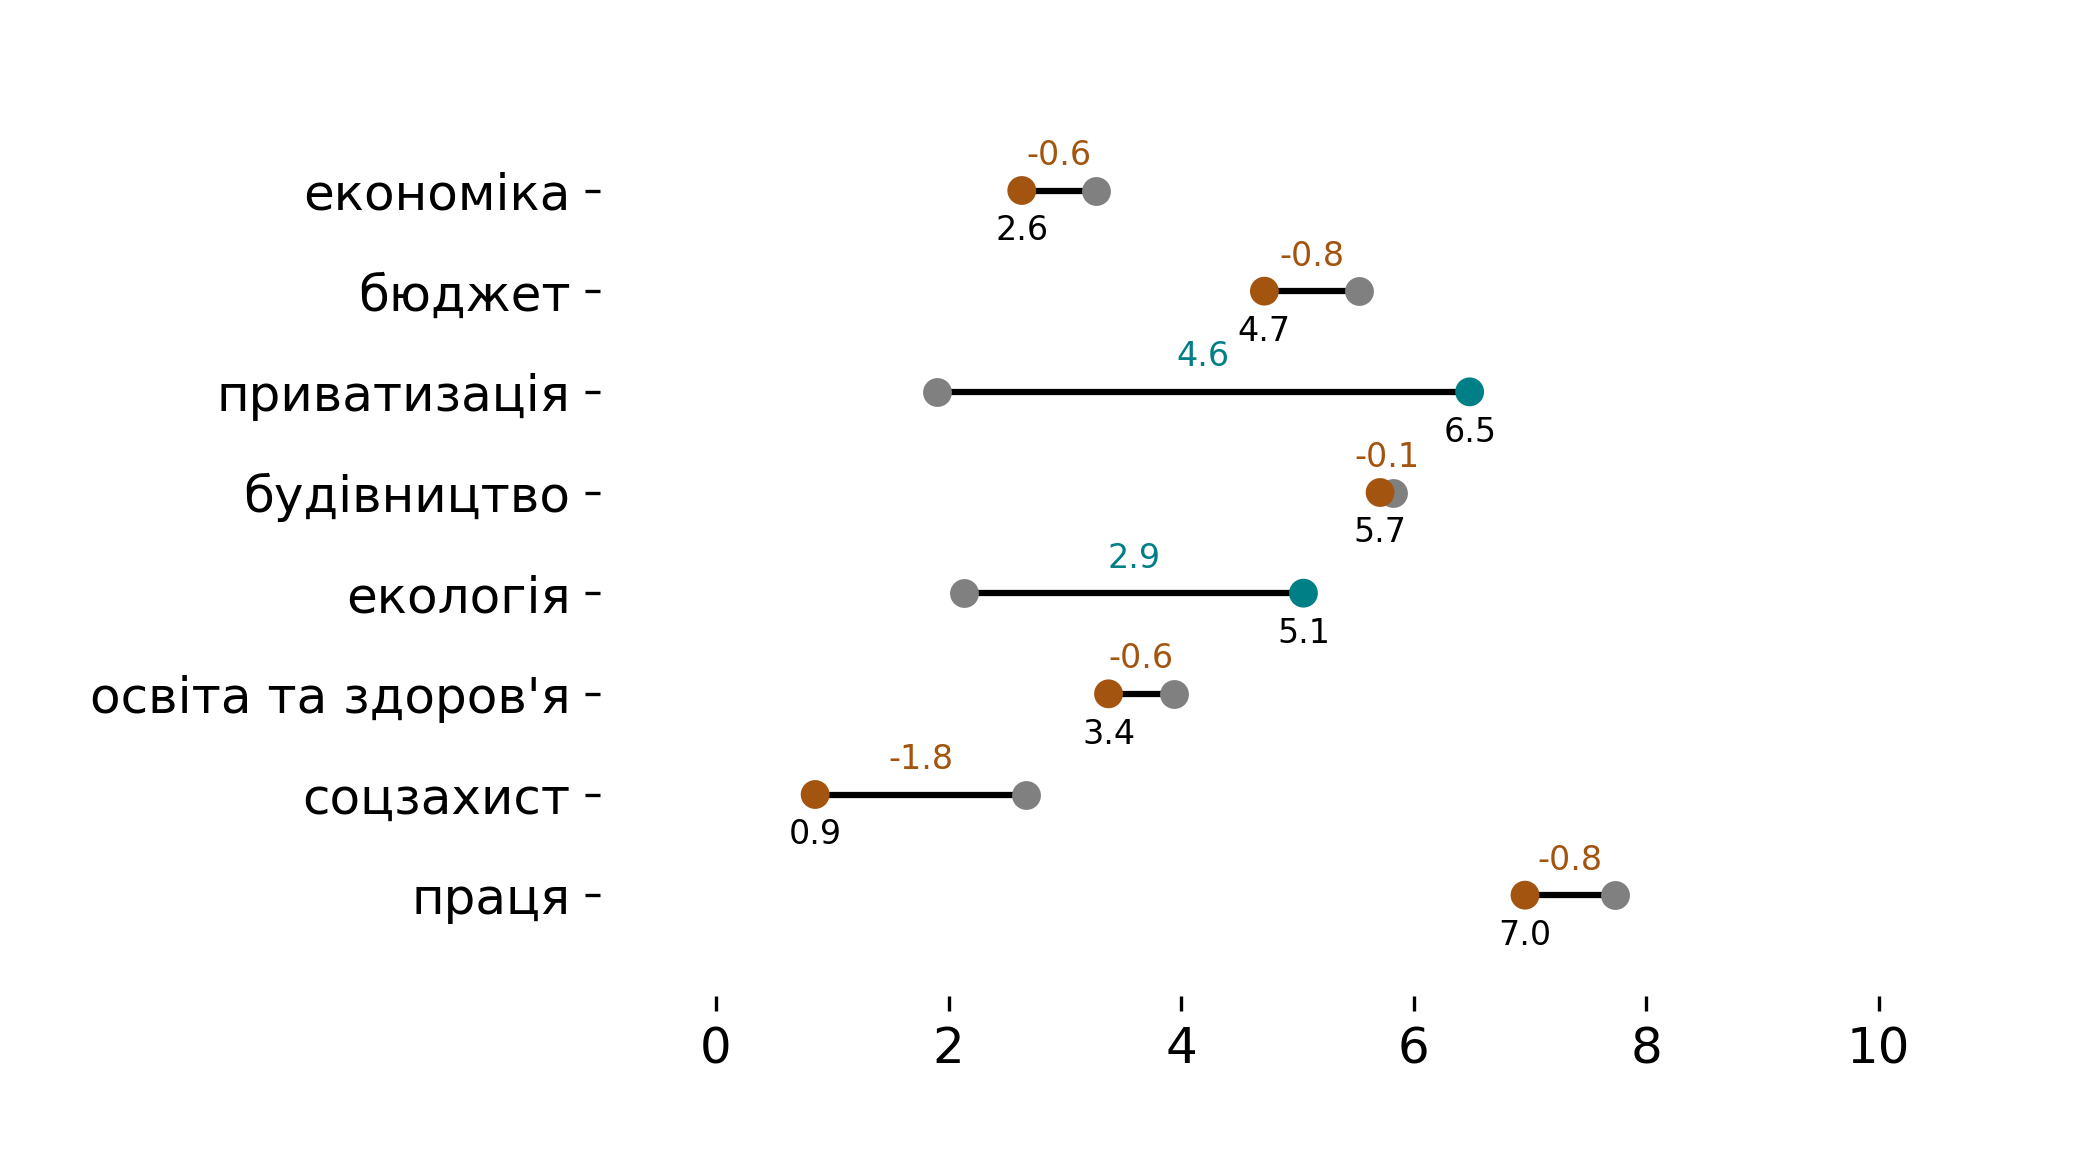 -0.6
економіка
2.6
-0.8
бюджет
4.7
4.6
приватизація
6.5
-0.1
будівництво
5.7
2.9
екологія
5.1
-0.6
освіта та здоров'я
3.4
-1.8
соцзахист
0.9
-0.8
праця
7.0
0 2 4 6 8 10